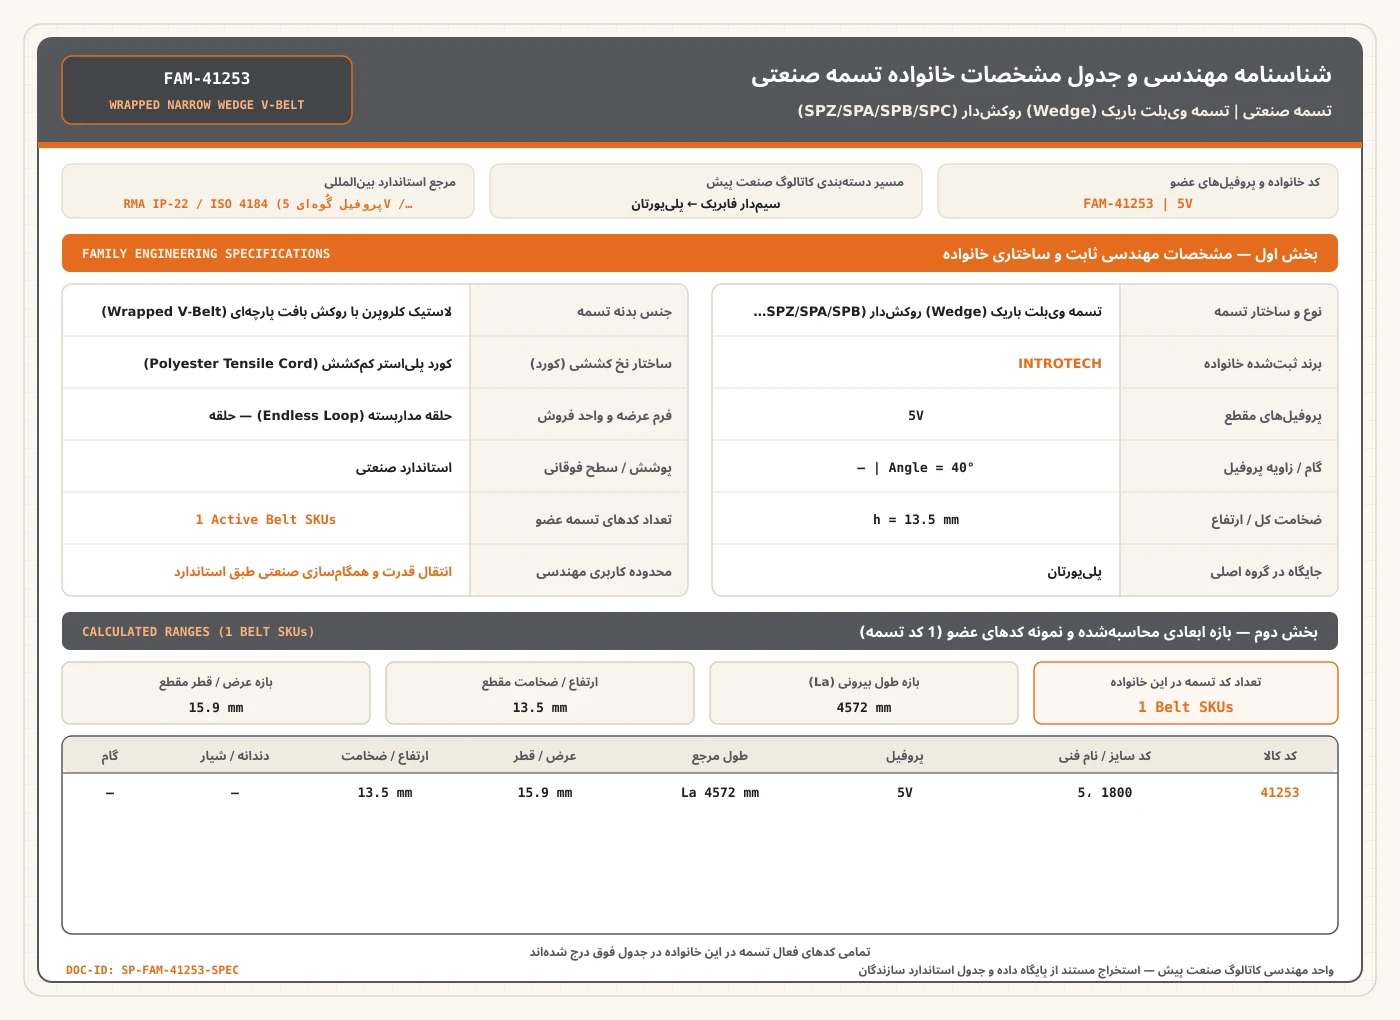 شناسنامه مهندسی و جدول مشخصات خانواده تسمه صنعتی
تسمه صنعتی | تسمه وی‌بلت باریک (Wedge) روکش‌دار (SPZ/SPA/SPB/SPC)
FAM-41253
WRAPPED NARROW WEDGE V-BELT
کد خانواده و پروفیل‌های عضو
FAM-41253 | 5V
مسیر دسته‌بندی کاتالوگ صنعت پیش
سیم‌دار فابریک ← پلی‌یورتان
مرجع استاندارد بین‌المللی
RMA IP-22 / ISO 4184 (پروفیل گُوه‌ای 5V /…
بخش اول — مشخصات مهندسی ثابت و ساختاری خانواده
FAMILY ENGINEERING SPECIFICATIONS
نوع و ساختار تسمه
تسمه وی‌بلت باریک (Wedge) روکش‌دار (SPZ/SPA/SPB...
برند ثبت‌شده خانواده
INTROTECH
پروفیل‌های مقطع
5V
گام / زاویه پروفیل
— | Angle = 40°
ضخامت کل / ارتفاع
h = 13.5 mm
جایگاه در گروه اصلی
پلی‌یورتان
جنس بدنه تسمه
لاستیک کلروپرن با روکش بافت پارچه‌ای (Wrapped V-Belt)
ساختار نخ کششی (کورد)
کورد پلی‌استر کم‌کشش (Polyester Tensile Cord)
فرم عرضه و واحد فروش
حلقه مداربسته (Endless Loop) — حلقه
پوشش / سطح فوقانی
استاندارد صنعتی
تعداد کدهای تسمه عضو
1 Active Belt SKUs
محدوده کاربری مهندسی
انتقال قدرت و همگام‌سازی صنعتی طبق استاندارد
بخش دوم — بازه ابعادی محاسبه‌شده و نمونه کدهای عضو (1 کد تسمه)
CALCULATED RANGES (1 BELT SKUs)
تعداد کد تسمه در این خانواده
1 Belt SKUs
بازه طول بیرونی (La)
4572 mm
ارتفاع / ضخامت مقطع
13.5 mm
بازه عرض / قطر مقطع
15.9 mm
کد کالا	کد سایز / نام فنی	پروفیل	طول مرجع	عرض / قطر	ارتفاع / ضخامت	دندانه / شیار	گام
41253	5، 1800	5V	La 4572 mm	15.9 mm	13.5 mm	—	—
تمامی کدهای فعال تسمه در این خانواده در جدول فوق درج شده‌اند
واحد مهندسی کاتالوگ صنعت پیش — استخراج مستند از پایگاه داده و جدول استاندارد سازندگان
DOC-ID: SP-FAM-41253-SPEC